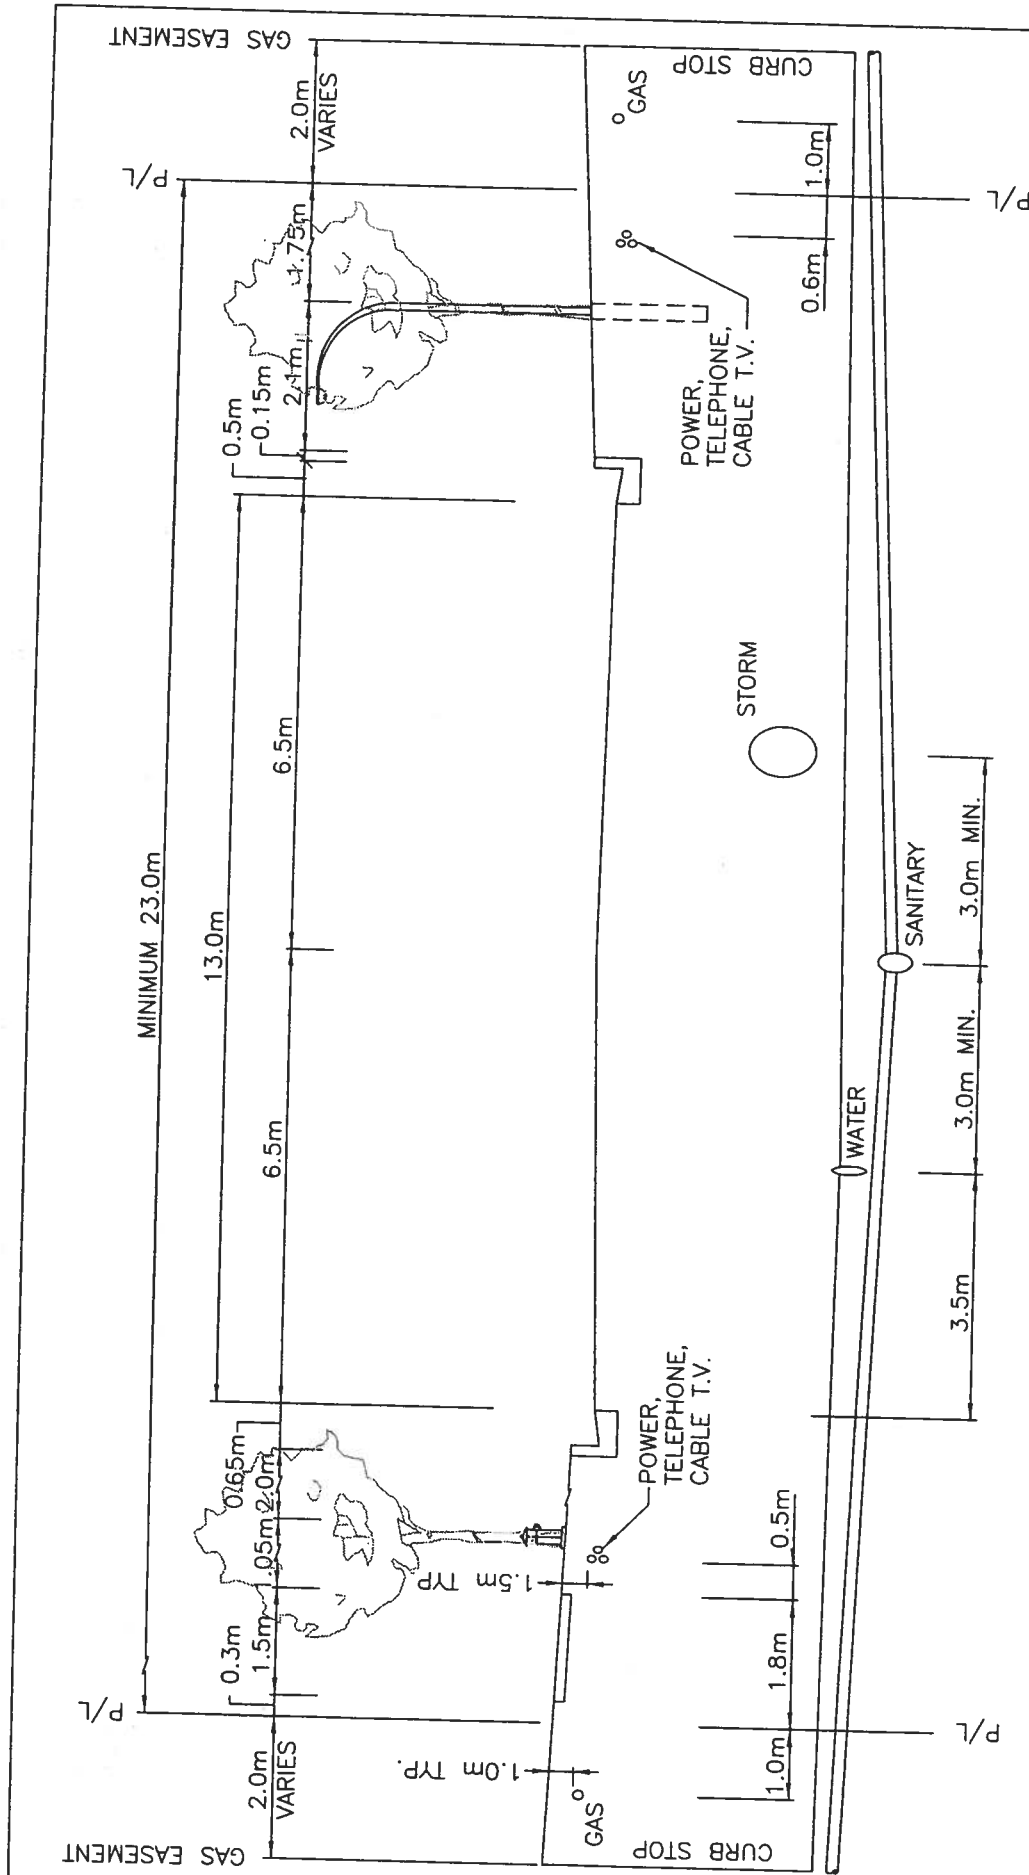 GAS EASEMENT
2.0m
VARIES
P/L
MINIMUM 23.0m
P/L
2.0m
VARIES
GAS EASEMENT
13.0m
0.3m
1.5m
1.05m
2.0m
0.65m
6.5m
6.5m
0.5m
0.15m
2.1m
1.75m
1.0m TYP.
1.5m TYP
GAS
POWER,
TELEPHONE,
CABLE T.V.
STORM
POWER,
TELEPHONE,
CABLE T.V.
GAS
CURB STOP
CURB STOP
1.0m
1.8m
0.5m
0.6m
1.0m
WATER
SANITARY
P/L
3.5m
3.0m MIN.
3.0m MIN.
P/L